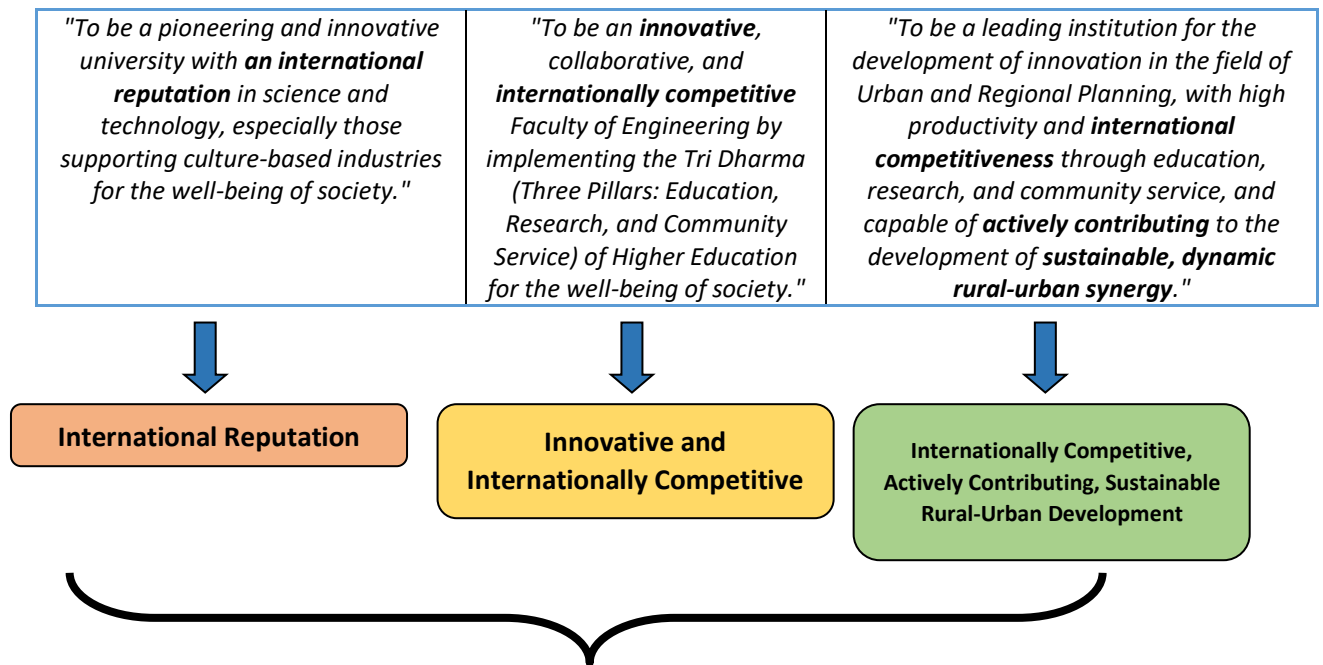 "To be a pioneering and innovative
university with an international
reputation in science and
technology, especially those
supporting culture-based industries
for the well-being of society."
"To be an innovative,
collaborative, and
internationally competitive
Faculty of Engineering by
implementing the Tri Dharma
(Three Pillars: Education,
Research, and Community
Service) of Higher Education
for the well-being of society."
"To be a leading institution for the
development of innovation in the field of
Urban and Regional Planning, with high
productivity and international
competitiveness through education,
research, and community service, and
capable of actively contributing to the
development of sustainable, dynamic
rural-urban synergy."
International Reputation
Innovative and
Internationally Competitive
Internationally Competitive,
Actively Contributing, Sustainable
Rural-Urban Development